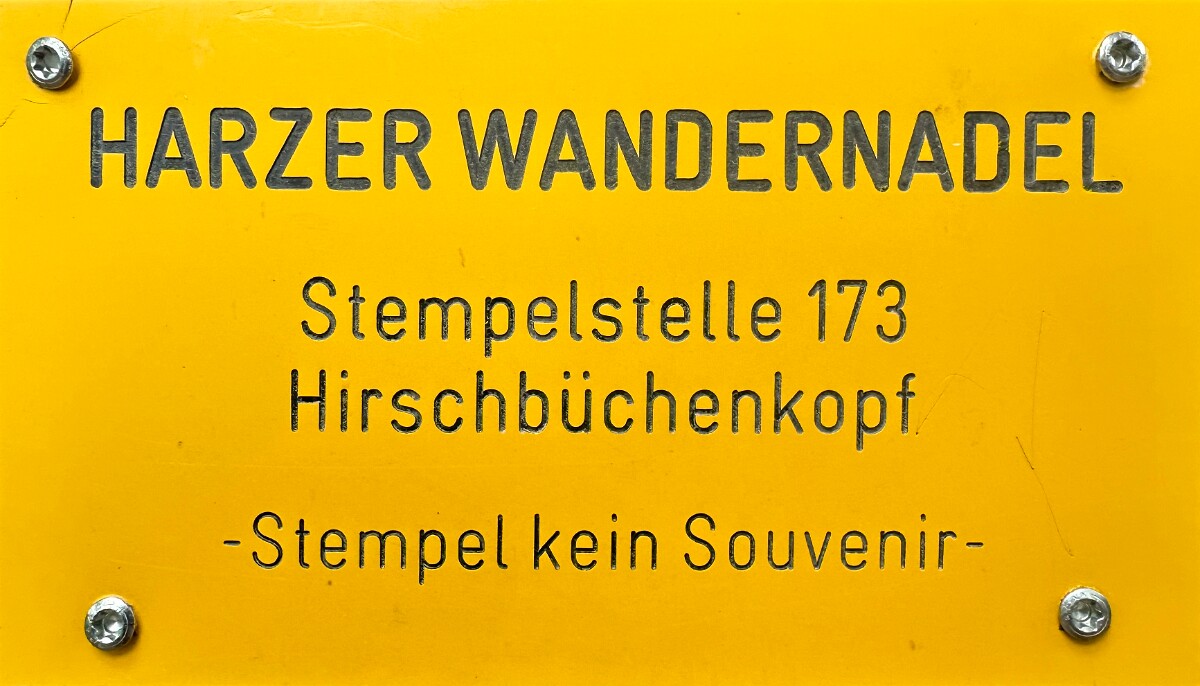 HARZER WANDERNADEL
Stempelstelle 173
Hirschbüchenkopf
-Stempel kein Souvenir-